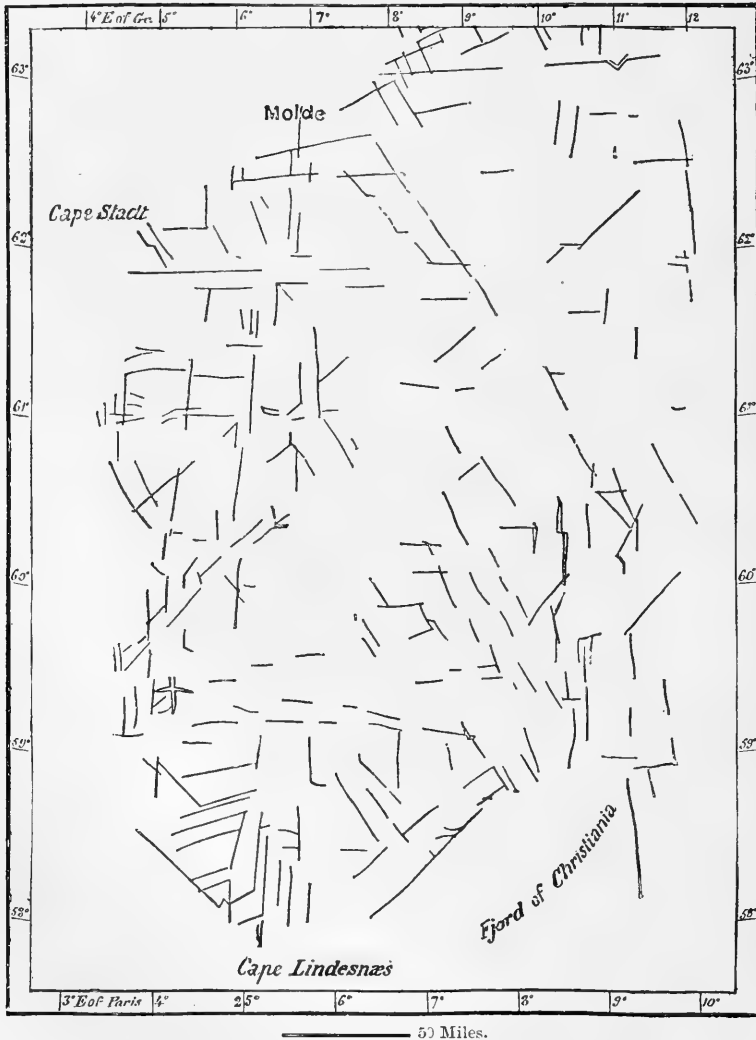 4° E of Gr. 5° 6° 7° 8° 9° 10° 11° 12
63° 63°
Molde
Cape Stadt
62° 62°
61° 61°
60° 60°
59° 59°
Fjord of Christiania
58° 58°
Cape Lindesnæs
3° E of Paris 4° 25° 6° 7° 8° 9° 10°
50 Miles.